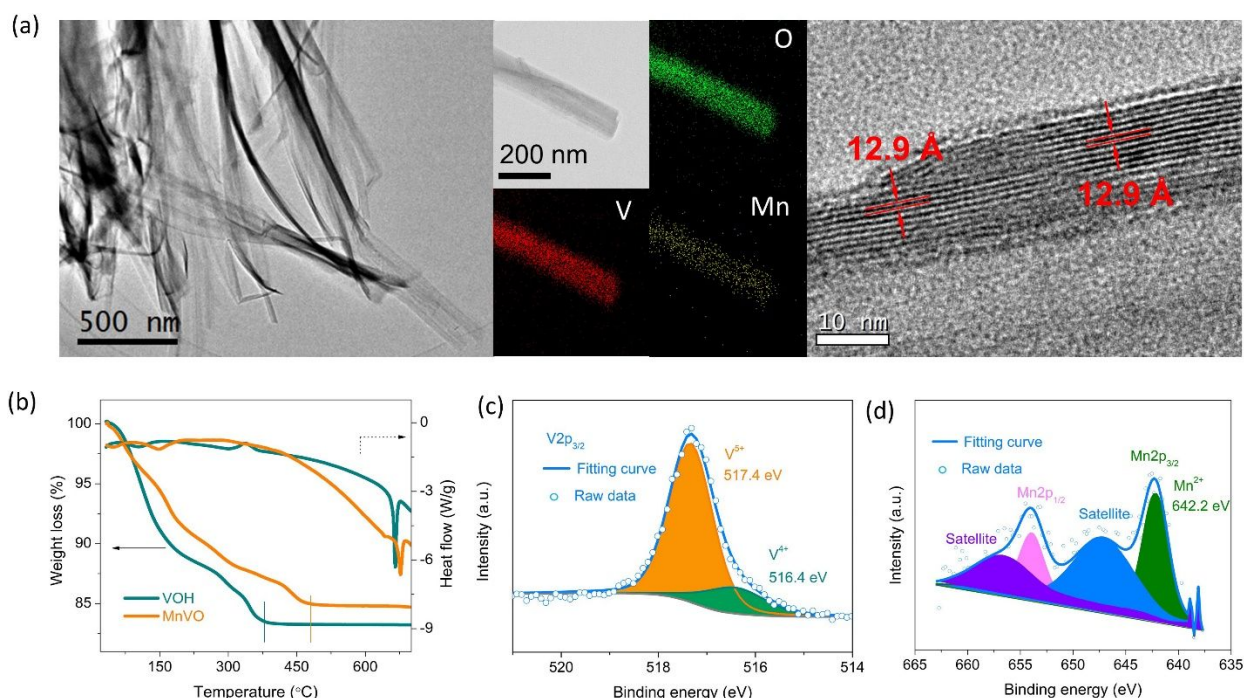 (a)
500 nm
200 nm
O
V
Mn
12.9 Å
12.9 Å
10 nm
(b)
100
95
90
85
Weight loss (%)
VOH
MnVO
0
-3
-6
-9
Heat flow (W/g)
150
300
450
600
Temperature (°C)
(c)
V2p3/2
Fitting curve
Raw data
V5+
517.4 eV
V4+
516.4 eV
Intensity (a.u.)
520
518
516
514
Binding energy (eV)
(d)
Fitting curve
Raw data
Mn2p3/2
Mn2+
642.2 eV
Mn2p1/2
Satellite
Satellite
Intensity (a.u.)
665
660
655
650
645
640
635
Binding energy (eV)